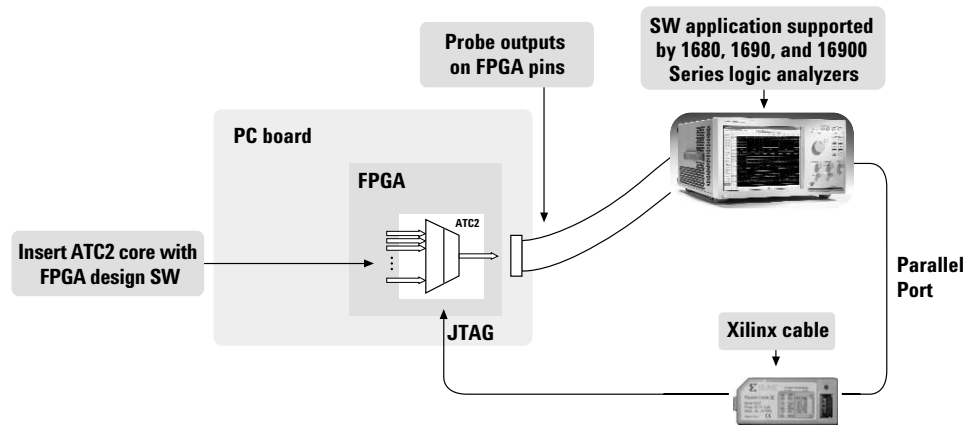 SW application supported
by 1680, 1690, and 16900
Series logic analyzers
Probe outputs
on FPGA pins
PC board
FPGA
ATC2
Insert ATC2 core with
FPGA design SW
Parallel
Port
JTAG
Xilinx cable